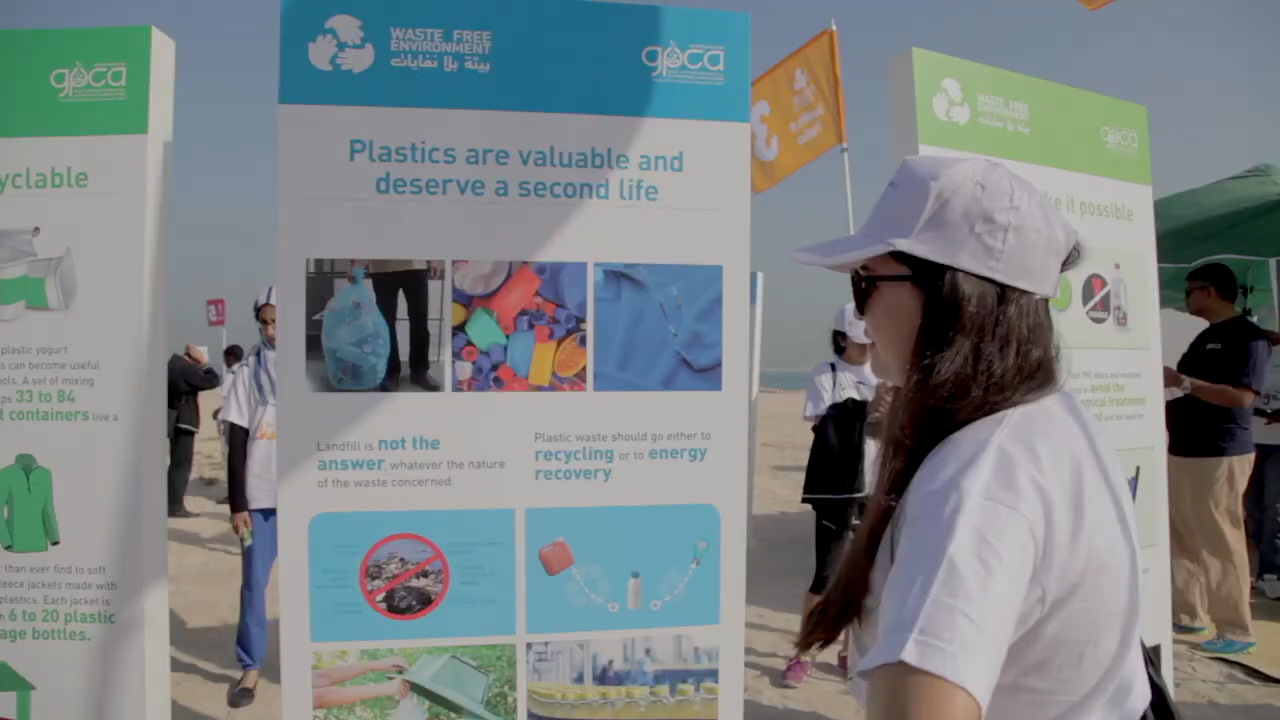 gpca
yclable
plastic yogurt
s can become useful
ols. A set of mixing
ps 33 to 84
t containers live a
r than ever find to soft
leece jackets made with
plastics. Each jacket is
h 6 to 20 plastic
age bottles.
WASTE FREE
ENVIRONMENT
بيئة بلا نفايات
gpca
Plastics are valuable and
deserve a second life
Landfill is not the
answer, whatever the nature
of the waste concerned.
Plastic waste should go either to
recycling or to energy
recovery.
3
15
WASTE FREE
ENVIRONMENT
بيئة بلا نفايات
gpca
ke it possible
avoid the
treatment